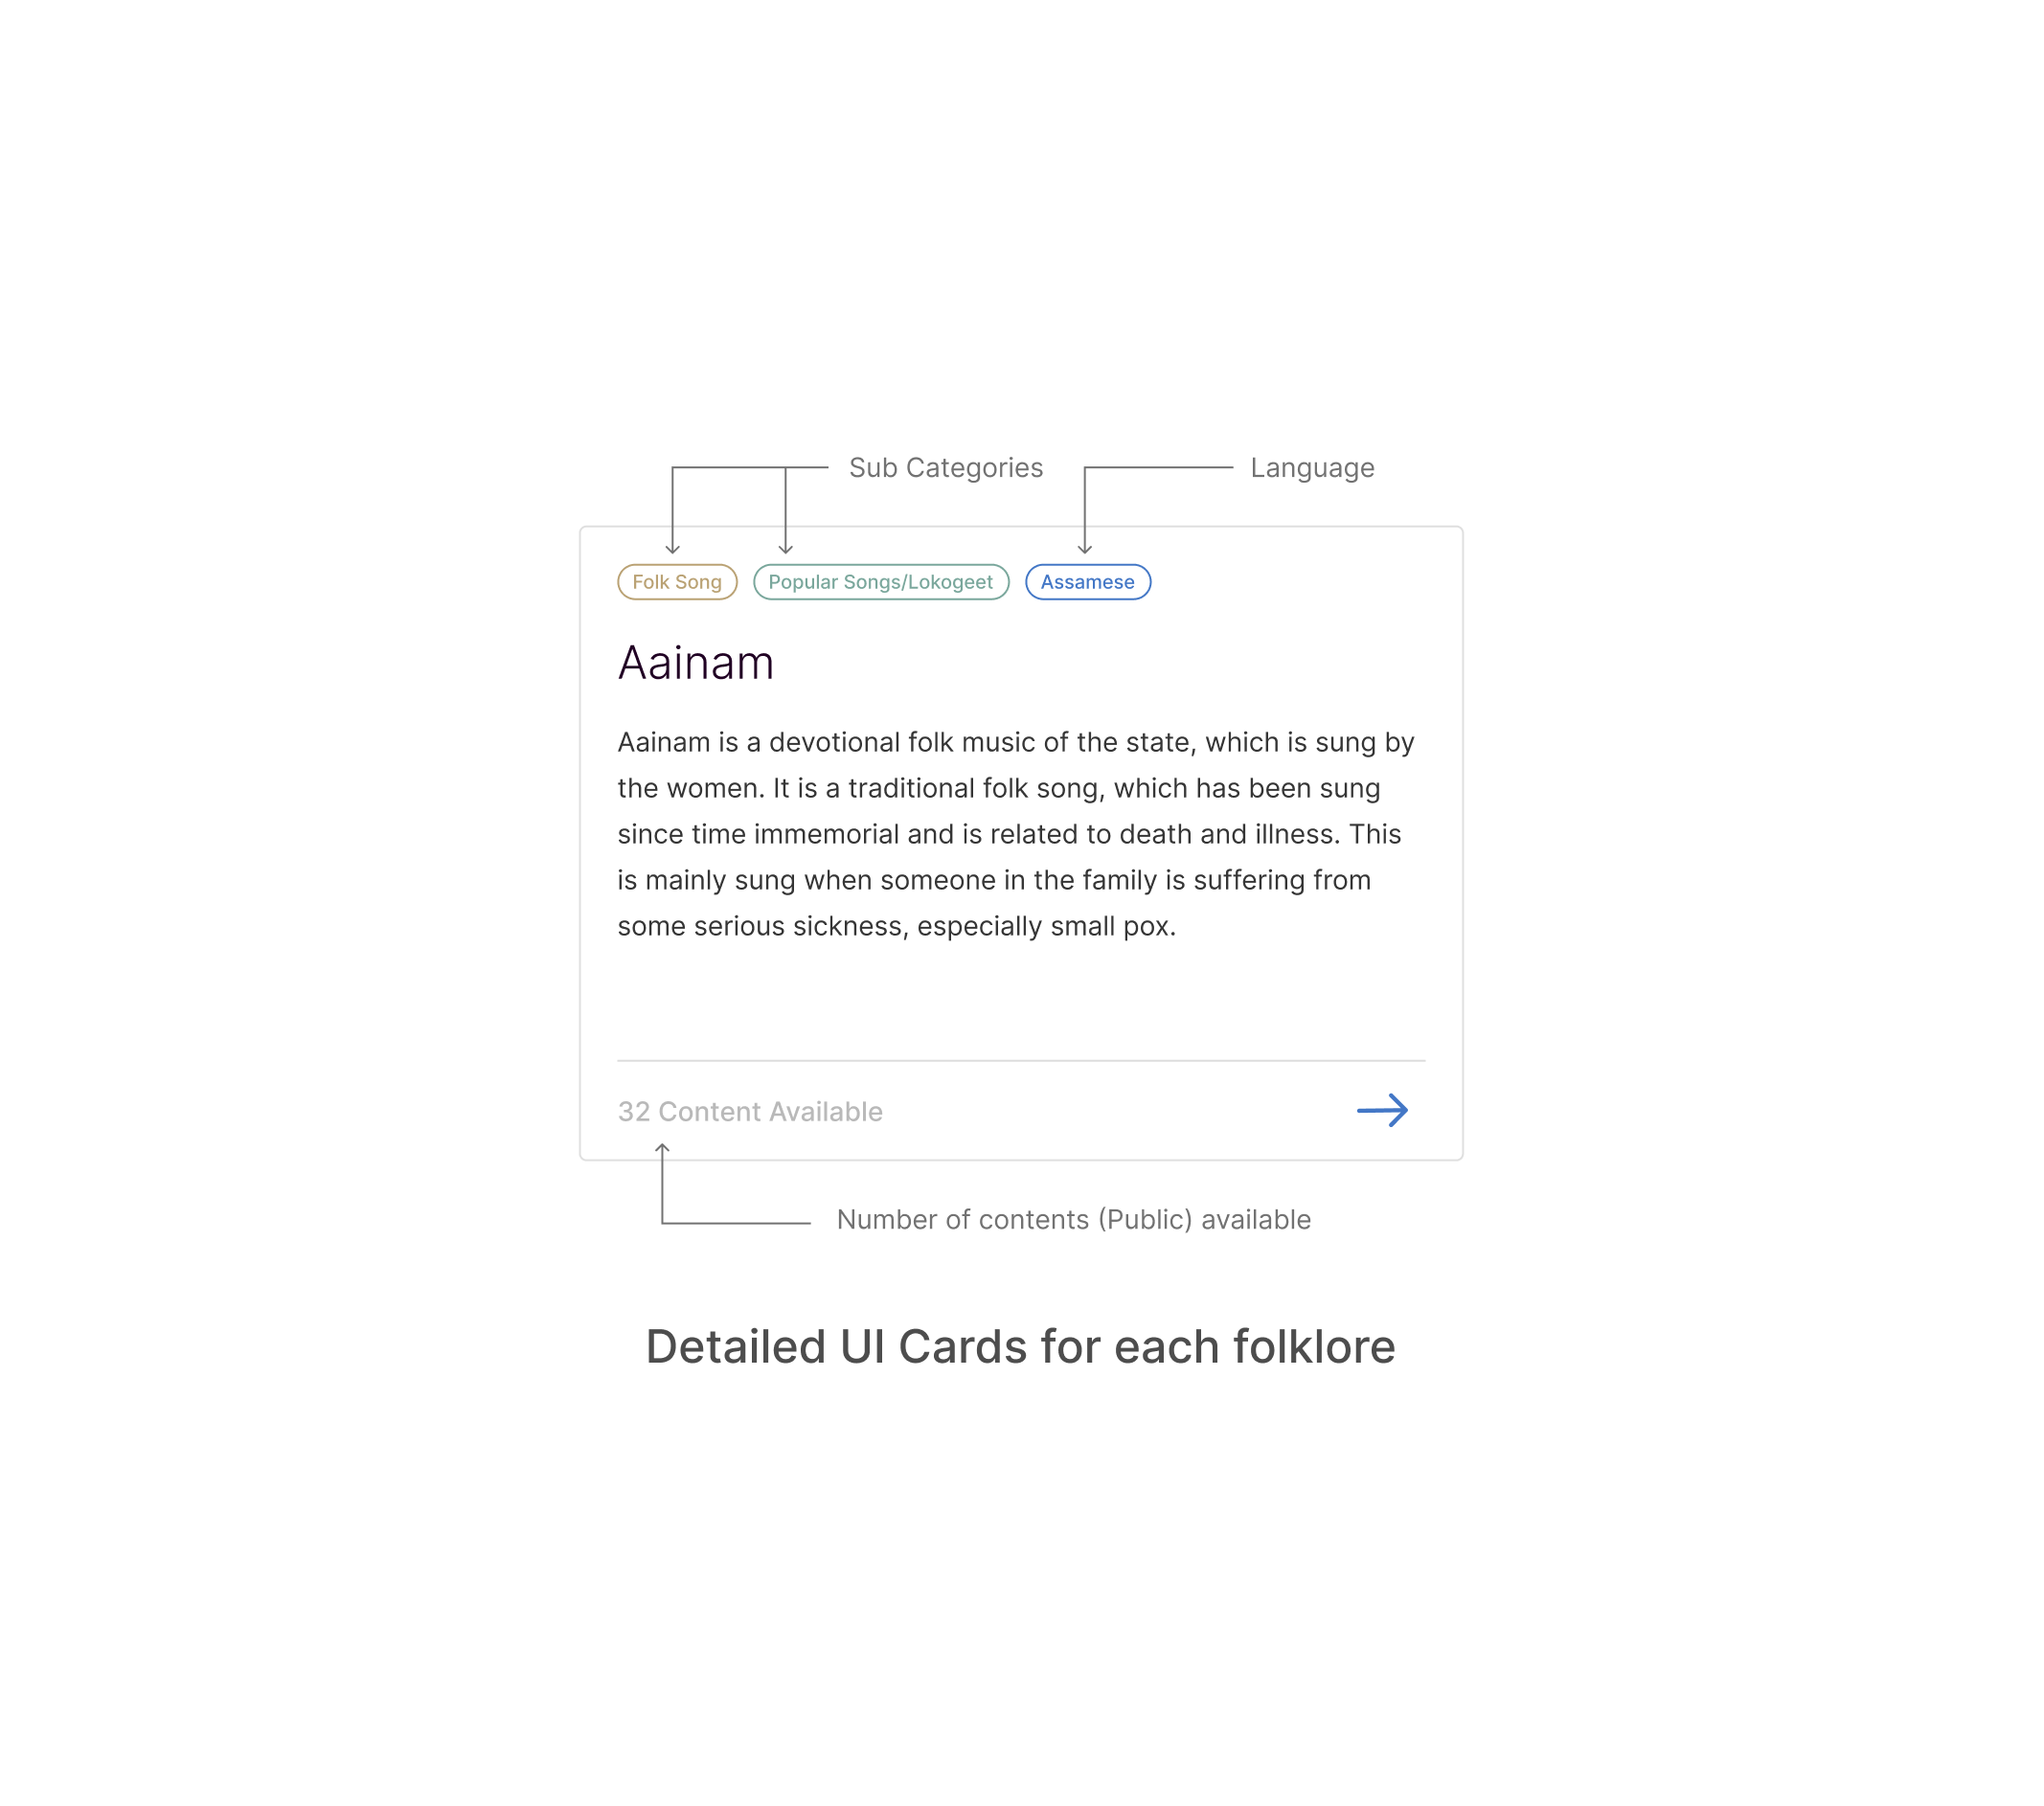 Sub Categories
Language
Folk Song
Popular Songs/Lokogeet
Assamese
Aainam
Aainam is a devotional folk music of the state, which is sung by
the women. It is a traditional folk song, which has been sung
since time immemorial and is related to death and illness. This
is mainly sung when someone in the family is suffering from
some serious sickness, especially small pox.
32 Content Available
Number of contents (Public) available
Detailed UI Cards for each folklore